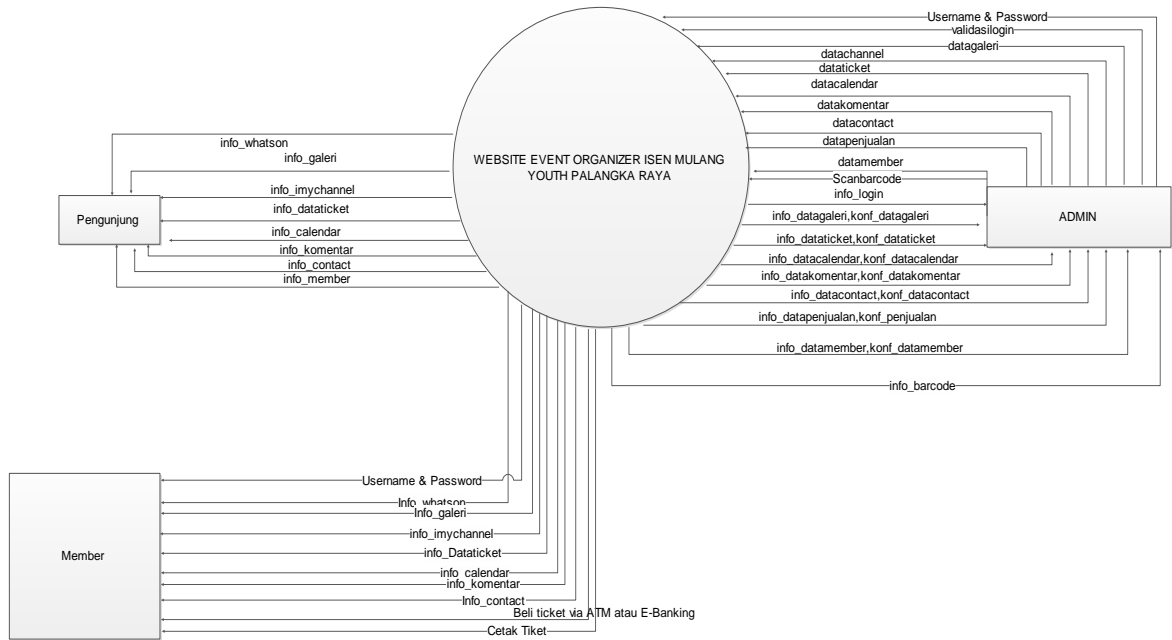 Username & Password
validasilogin
datagaleri
datachannel
dataticket
datacalendar
datakomentar
datacontact
datapenjualan
datamember
Scanbarcode
info_login
info_datagaleri,konf_datagaleri
info_dataticket,konf_dataticket
info_datacalendar,konf_datacalendar
info_datakomentar,konf_datakomentar
info_datacontact,konf_datacontact
info_datapenjualan,konf_penjualan
info_datamember,konf_datamember
info_barcode
ADMIN
WEBSITE EVENT ORGANIZER ISEN MULANG
YOUTH PALANGKA RAYA
info_whatson
info_galeri
info_imychannel
info_dataticket
info_calendar
info_komentar
info_contact
info_member
Pengunjung
Username & Password
Info_whatson
Info_galeri
info_imychannel
info_Dataticket
info_calendar
info_komentar
Info_contact
Beli ticket via ATM atau E-Banking
Cetak Tiket
Member